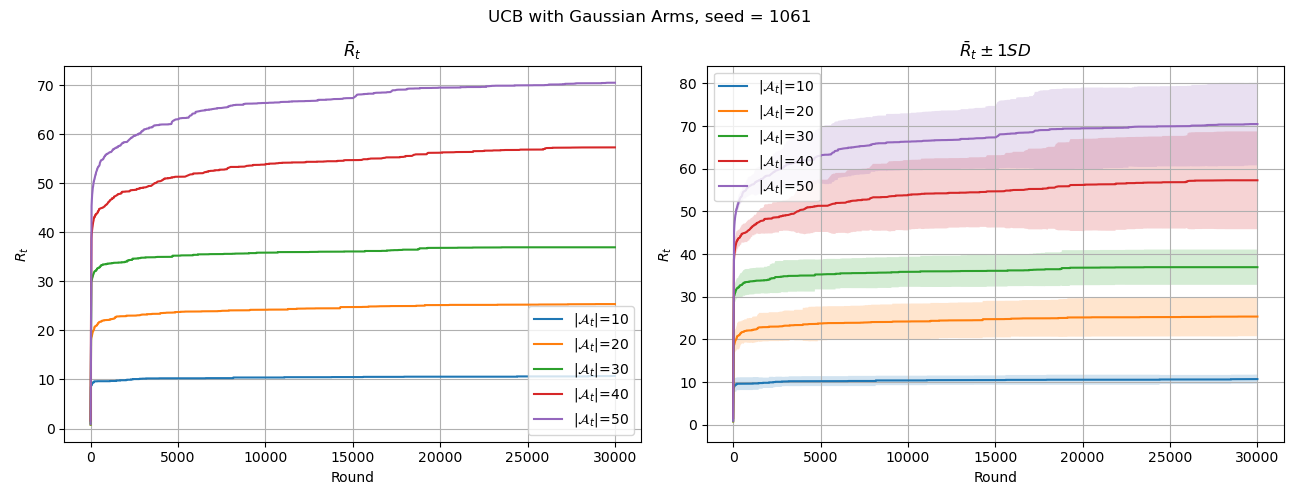 UCB with Gaussian Arms, seed = 1061
R̄ₜ
70
60
50
40
30
20
10
0
Rₜ
0 5000 10000 15000 20000 25000 30000
Round
|𝒜ₜ|=10
|𝒜ₜ|=20
|𝒜ₜ|=30
|𝒜ₜ|=40
|𝒜ₜ|=50
R̄ₜ ± 1SD
|𝒜ₜ|=10
|𝒜ₜ|=20
|𝒜ₜ|=30
|𝒜ₜ|=40
|𝒜ₜ|=50
80
70
60
50
40
30
20
10
0
Rₜ
0 5000 10000 15000 20000 25000 30000
Round